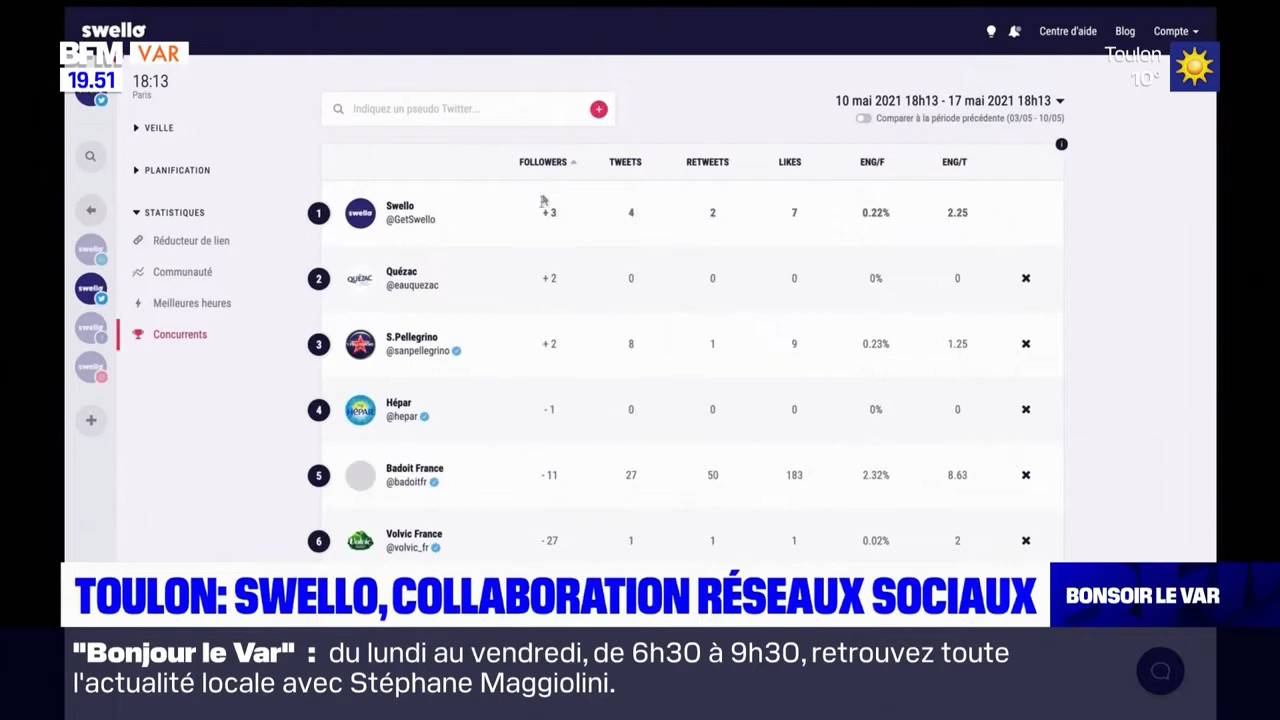 swello
Centre d'aide
Blog
Compte
BFM VAR
19.51
Toulon
10°
18:13
Paris
Indiquez un pseudo Twitter...
10 mai 2021 18h13 - 17 mai 2021 18h13
Comparer à la période précédente (03/05 - 10/05)
VEILLE
PLANIFICATION
STATISTIQUES
Réducteur de lien
Communauté
Meilleures heures
Concurrents
FOLLOWERS TWEETS RETWEETS LIKES ENG/F ENG/T
1 swello Swello + 3 4 2 7 0.22% 2.25
@GetSwello
2 QUÉZAC Quézac + 2 0 0 0 0% 0
@eauquezac
3 S.Pellegrino + 2 8 1 9 0.23% 1.25
@sanpellegrino
4 HÉPAR Hépar - 1 0 0 0 0% 0
@hepar
5 Badoit France - 11 27 50 183 2.32% 8.63
@badoitfr
6 Volvic Volvic France - 27 1 1 1 0.02% 2
@volvic_fr
TOULON: SWELLO, COLLABORATION RÉSEAUX SOCIAUX
BONSOIR LE VAR
"Bonjour le Var" : du lundi au vendredi, de 6h30 à 9h30, retrouvez toute
l'actualité locale avec Stéphane Maggiolini.